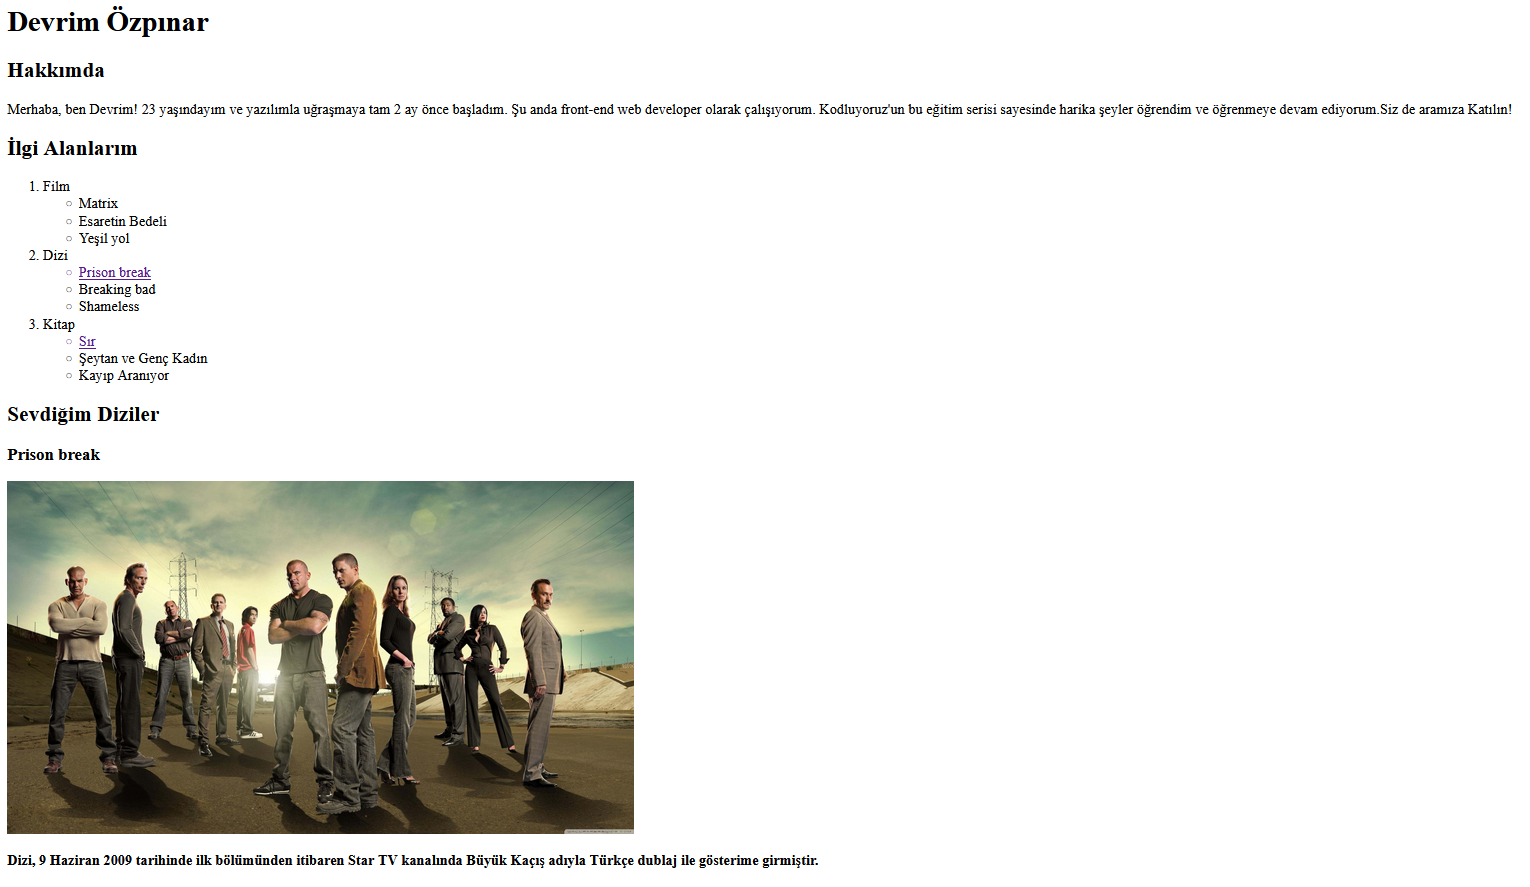 Devrim Özpınar
Hakkımda
Merhaba, ben Devrim! 23 yaşındayım ve yazılımla uğraşmaya tam 2 ay önce başladım. Şu anda front-end web developer olarak çalışıyorum. Kodluyoruz'un bu eğitim serisi sayesinde harika şeyler öğrendim ve öğrenmeye devam ediyorum.Siz de aramıza Katılın!
İlgi Alanlarım
1. Film
○ Matrix
○ Esaretin Bedeli
○ Yeşil yol
2. Dizi
○ Prison break
○ Breaking bad
○ Shameless
3. Kitap
○ Sır
○ Şeytan ve Genç Kadın
○ Kayıp Aranıyor
Sevdiğim Diziler
Prison break
Dizi, 9 Haziran 2009 tarihinde ilk bölümünden itibaren Star TV kanalında Büyük Kaçış adıyla Türkçe dublaj ile gösterime girmiştir.